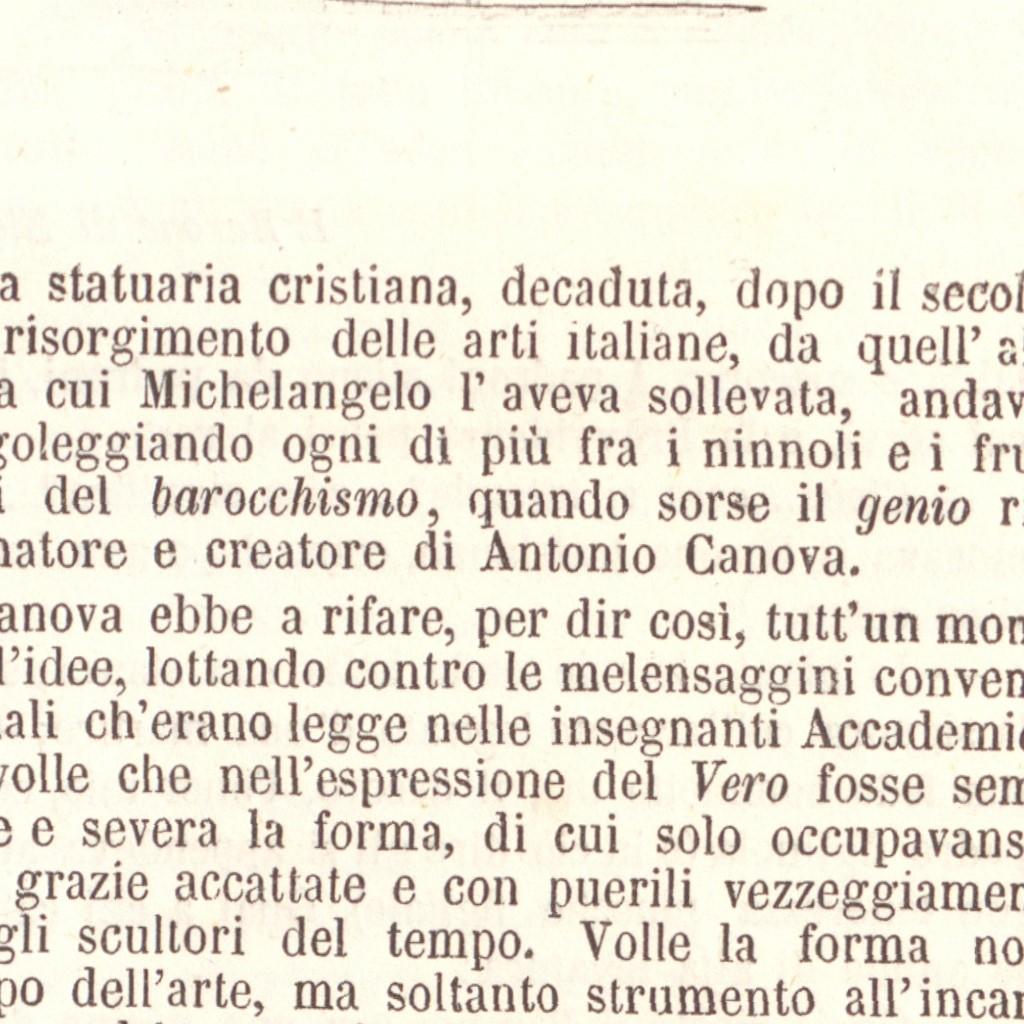 a statuaria cristiana, decaduta, dopo il secol
risorgimento delle arti italiane, da quell' a
a cui Michelangelo l' aveva sollevata, andav
goleggiando ogni dì più fra i ninnoli e i fru
i del barocchismo, quando sorse il genio r
natore e creatore di Antonio Canova.
anova ebbe a rifare, per dir così, tutt'un mon
l'idee, lottando contro le melensaggini conven
ali ch'erano legge nelle insegnanti Accademie
volle che nell'espressione del Vero fosse sem
e e severa la forma, di cui solo occupavans
grazie accattate e con puerili vezzeggiamen
gli scultori del tempo. Volle la forma no
po dell'arte, ma soltanto strumento all'incar